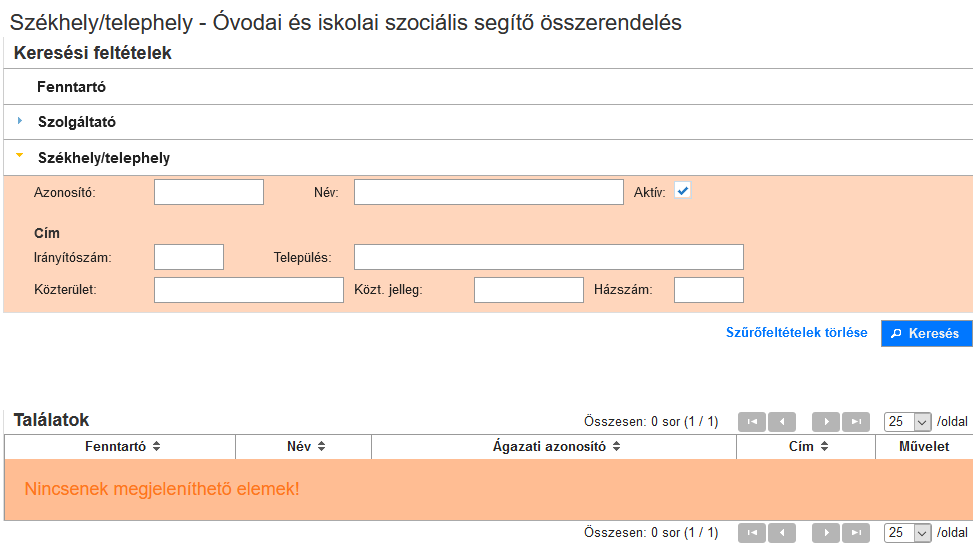 Székhely/telephely - Óvodai és iskolai szociális segítő összerendelés
Keresési feltételek
Fenntartó
Szolgáltató
Székhely/telephely
Azonosító: Név: Aktív:
Cím
Irányítószám: Település:
Közterület: Közt. jelleg: Házszám:
Szűrőfeltételek törlése Keresés
Találatok Összesen: 0 sor (1 / 1) 25 /oldal
Fenntartó Név Ágazati azonosító Cím Művelet
Nincsenek megjeleníthető elemek!
Összesen: 0 sor (1 / 1) 25 /oldal